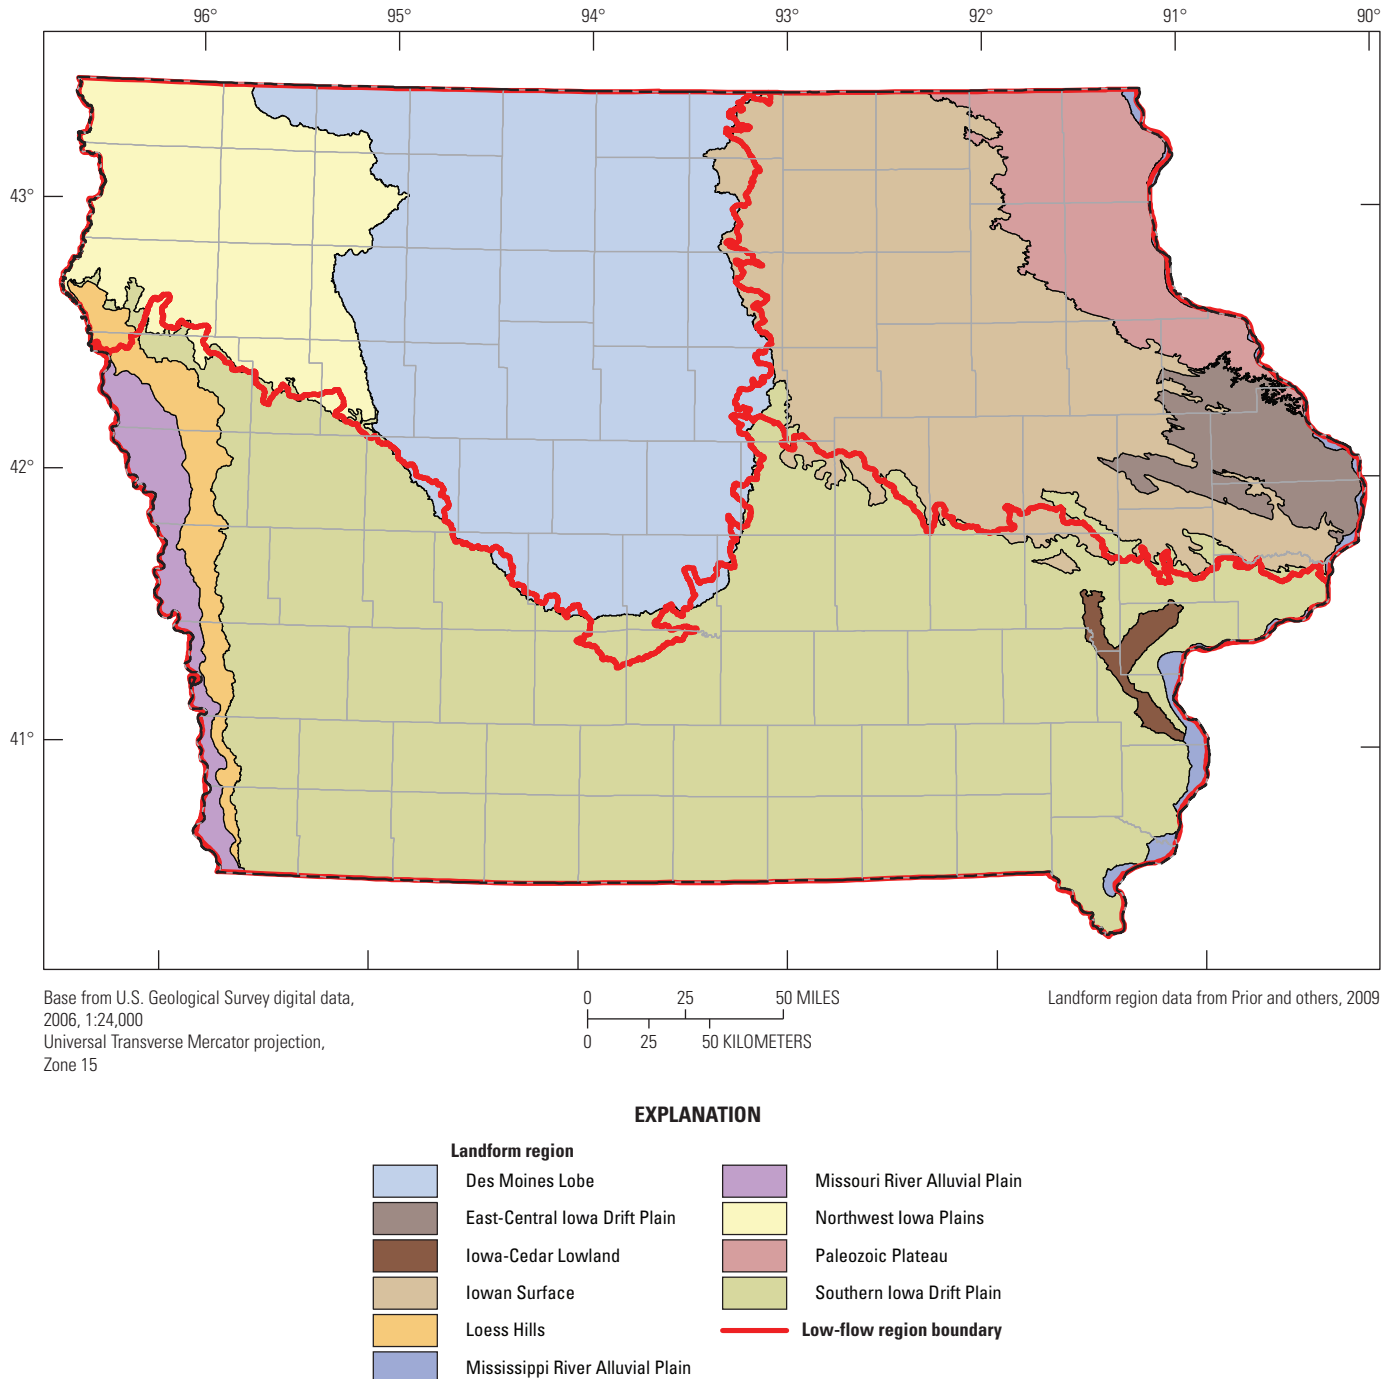 96° 95° 94° 93° 92° 91° 90°
43°
42°
41°
Base from U.S. Geological Survey digital data,
2006, 1:24,000
Universal Transverse Mercator projection,
Zone 15
0 25 50 MILES
0 25 50 KILOMETERS
Landform region data from Prior and others, 2009
EXPLANATION
Landform region
Des Moines Lobe
East-Central Iowa Drift Plain
Iowa-Cedar Lowland
Iowan Surface
Loess Hills
Mississippi River Alluvial Plain
Missouri River Alluvial Plain
Northwest Iowa Plains
Paleozoic Plateau
Southern Iowa Drift Plain
Low-flow region boundary